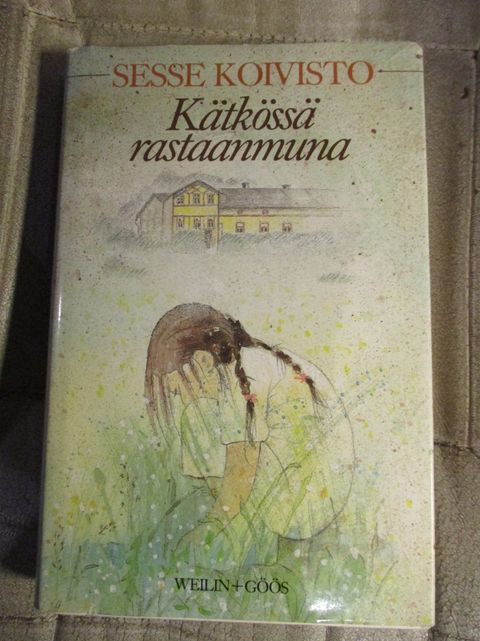 SESSE KOIVISTO
Kätkössä
rastaanmuna
WEILIN+GÖÖS